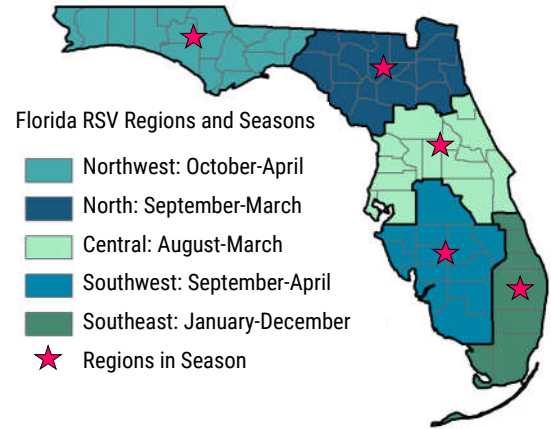 Florida RSV Regions and Seasons
Northwest: October-April
North: September-March
Central: August-March
Southwest: September-April
Southeast: January-December
Regions in Season